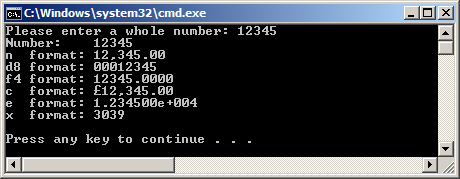 C:\Windows\system32\cmd.exe
Please enter a whole number: 12345
Number:    12345
n  format: 12,345.00
d8 format: 00012345
f4 format: 12345.0000
c  format: £12,345.00
e  format: 1.234500e+004
x  format: 3039
Press any key to continue . . .